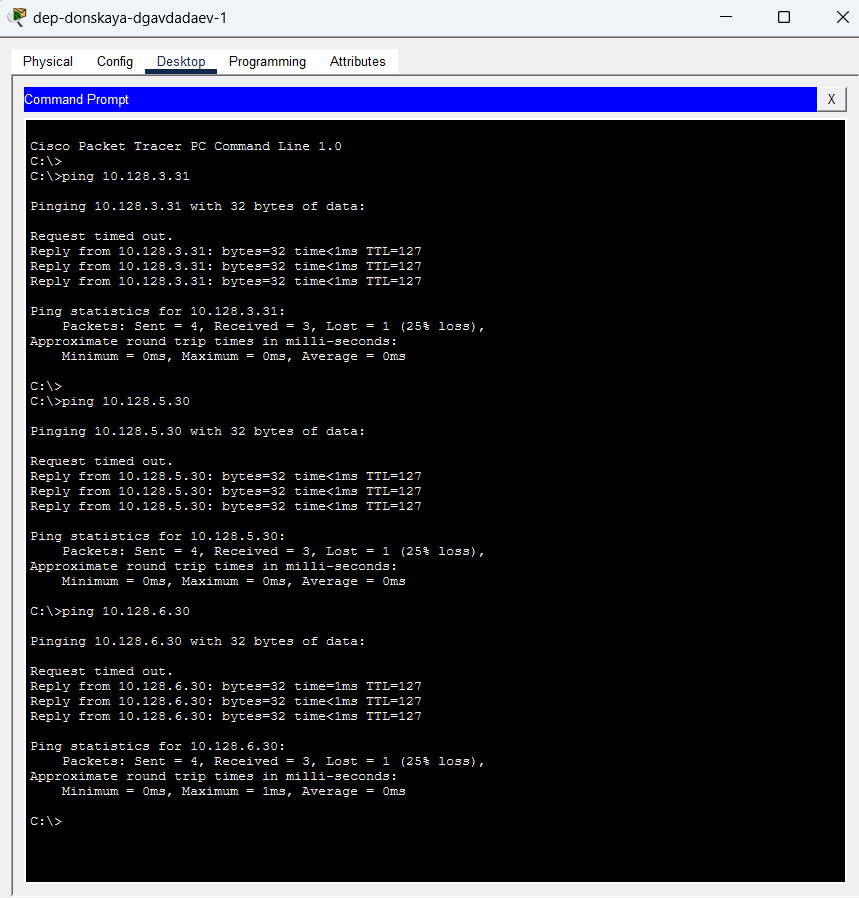 dep-donskaya-dgavdadaev-1
Physical Config Desktop Programming Attributes
Command Prompt X
Cisco Packet Tracer PC Command Line 1.0
C:\>
C:\>ping 10.128.3.31
Pinging 10.128.3.31 with 32 bytes of data:
Request timed out.
Reply from 10.128.3.31: bytes=32 time<1ms TTL=127
Reply from 10.128.3.31: bytes=32 time<1ms TTL=127
Reply from 10.128.3.31: bytes=32 time<1ms TTL=127
Ping statistics for 10.128.3.31:
    Packets: Sent = 4, Received = 3, Lost = 1 (25% loss),
Approximate round trip times in milli-seconds:
    Minimum = 0ms, Maximum = 0ms, Average = 0ms
C:\>
C:\>ping 10.128.5.30
Pinging 10.128.5.30 with 32 bytes of data:
Request timed out.
Reply from 10.128.5.30: bytes=32 time<1ms TTL=127
Reply from 10.128.5.30: bytes=32 time<1ms TTL=127
Reply from 10.128.5.30: bytes=32 time<1ms TTL=127
Ping statistics for 10.128.5.30:
    Packets: Sent = 4, Received = 3, Lost = 1 (25% loss),
Approximate round trip times in milli-seconds:
    Minimum = 0ms, Maximum = 0ms, Average = 0ms
C:\>ping 10.128.6.30
Pinging 10.128.6.30 with 32 bytes of data:
Request timed out.
Reply from 10.128.6.30: bytes=32 time=1ms TTL=127
Reply from 10.128.6.30: bytes=32 time<1ms TTL=127
Reply from 10.128.6.30: bytes=32 time<1ms TTL=127
Ping statistics for 10.128.6.30:
    Packets: Sent = 4, Received = 3, Lost = 1 (25% loss),
Approximate round trip times in milli-seconds:
    Minimum = 0ms, Maximum = 1ms, Average = 0ms
C:\>